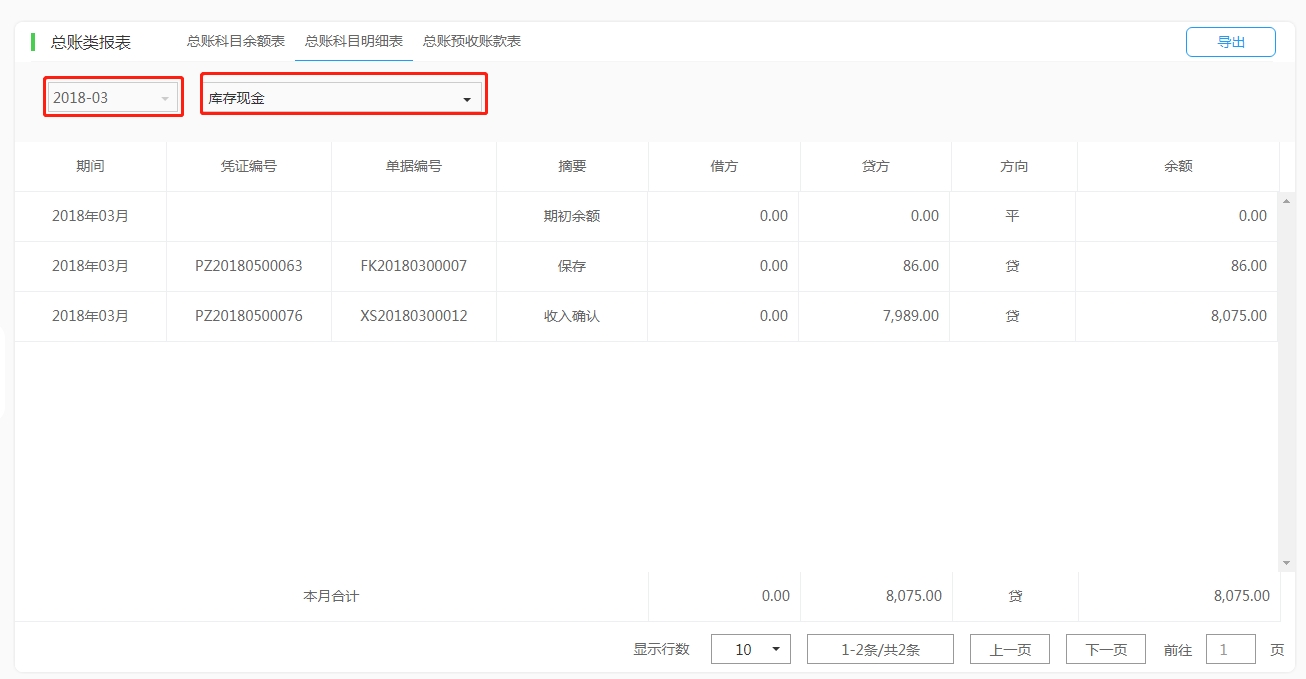 总账类报表 总账科目余额表 总账科目明细表 总账预收账款表 导出
2018-03 库存现金
期间 凭证编号 单据编号 摘要 借方 贷方 方向 余额
2018年03月 期初余额 0.00 0.00 平 0.00
2018年03月 PZ20180500063 FK20180300007 保存 0.00 86.00 贷 86.00
2018年03月 PZ20180500076 XS20180300012 收入确认 0.00 7,989.00 贷 8,075.00
本月合计 0.00 8,075.00 贷 8,075.00
显示行数 10 1-2条/共2条 上一页 下一页 前往 1 页